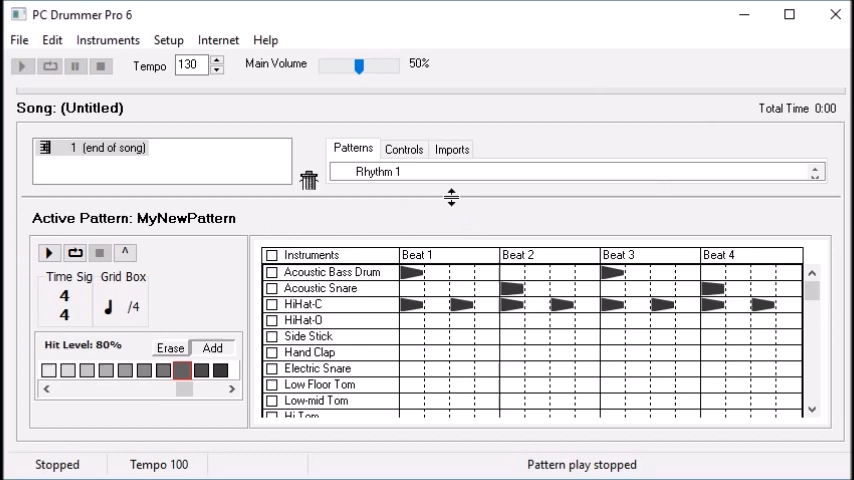 PC Drummer Pro 6
File Edit Instruments Setup Internet Help
Tempo 130 Main Volume 50%
Song: (Untitled) Total Time 0:00
1 (end of song)
Patterns Controls Imports
Rhythm 1
Active Pattern: MyNewPattern
^
Time Sig Grid Box
4
4
/4
Hit Level: 80% Erase Add
Instruments Beat 1 Beat 2 Beat 3 Beat 4
Acoustic Bass Drum
Acoustic Snare
HiHat-C
HiHat-O
Side Stick
Hand Clap
Electric Snare
Low Floor Tom
Low-mid Tom
Hi Tom
Stopped Tempo 100 Pattern play stopped